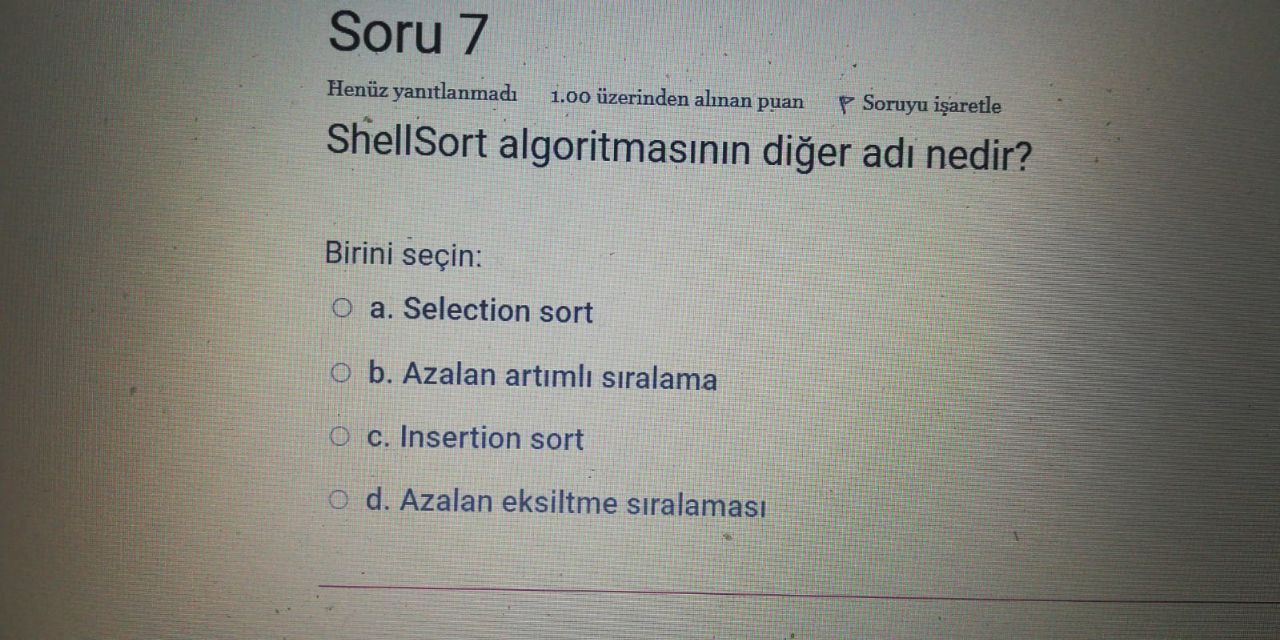 Soru 7
Henüz yanıtlanmadı 1.00 üzerinden alınan puan Soruyu işaretle
ShellSort algoritmasının diğer adı nedir?
Birini seçin:
a. Selection sort
b. Azalan artımlı sıralama
c. Insertion sort
d. Azalan eksiltme sıralaması